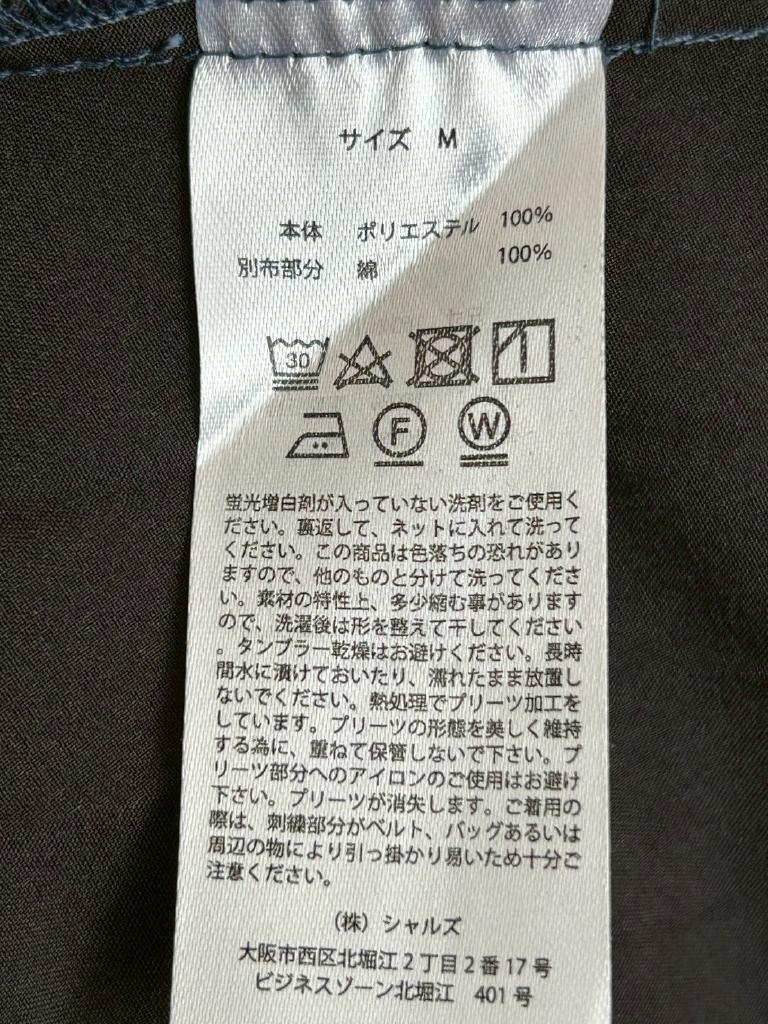 サイズ M
本体 ポリエステル 100%
別布部分 綿 100%
30
F W
蛍光増白剤が入っていない洗剤をご使用く
ださい。裏返して、ネットに入れて洗って
ください。この商品は色落ちの恐れがあり
ますので、他のものと分けて洗ってくださ
い。素材の特性上、多少縮む事があります
ので、洗濯後は形を整えて干してください
。タンブラー乾燥はお避けください。長時
間水に漬けておいたり、濡れたまま放置し
ないでください。熱処理でプリーツ加工を
しています。プリーツの形態を美しく維持
する為に、重ねて保管しないで下さい。プ
リーツ部分へのアイロンのご使用はお避け
下さい。プリーツが消失します。ご着用の
際は、刺繍部分がベルト、バッグあるいは
周辺の物により引っ掛かり易いため十分ご
注意ください。
(株) シャルズ
大阪市西区北堀江2丁目2番17号
ビジネスゾーン北堀江 401号